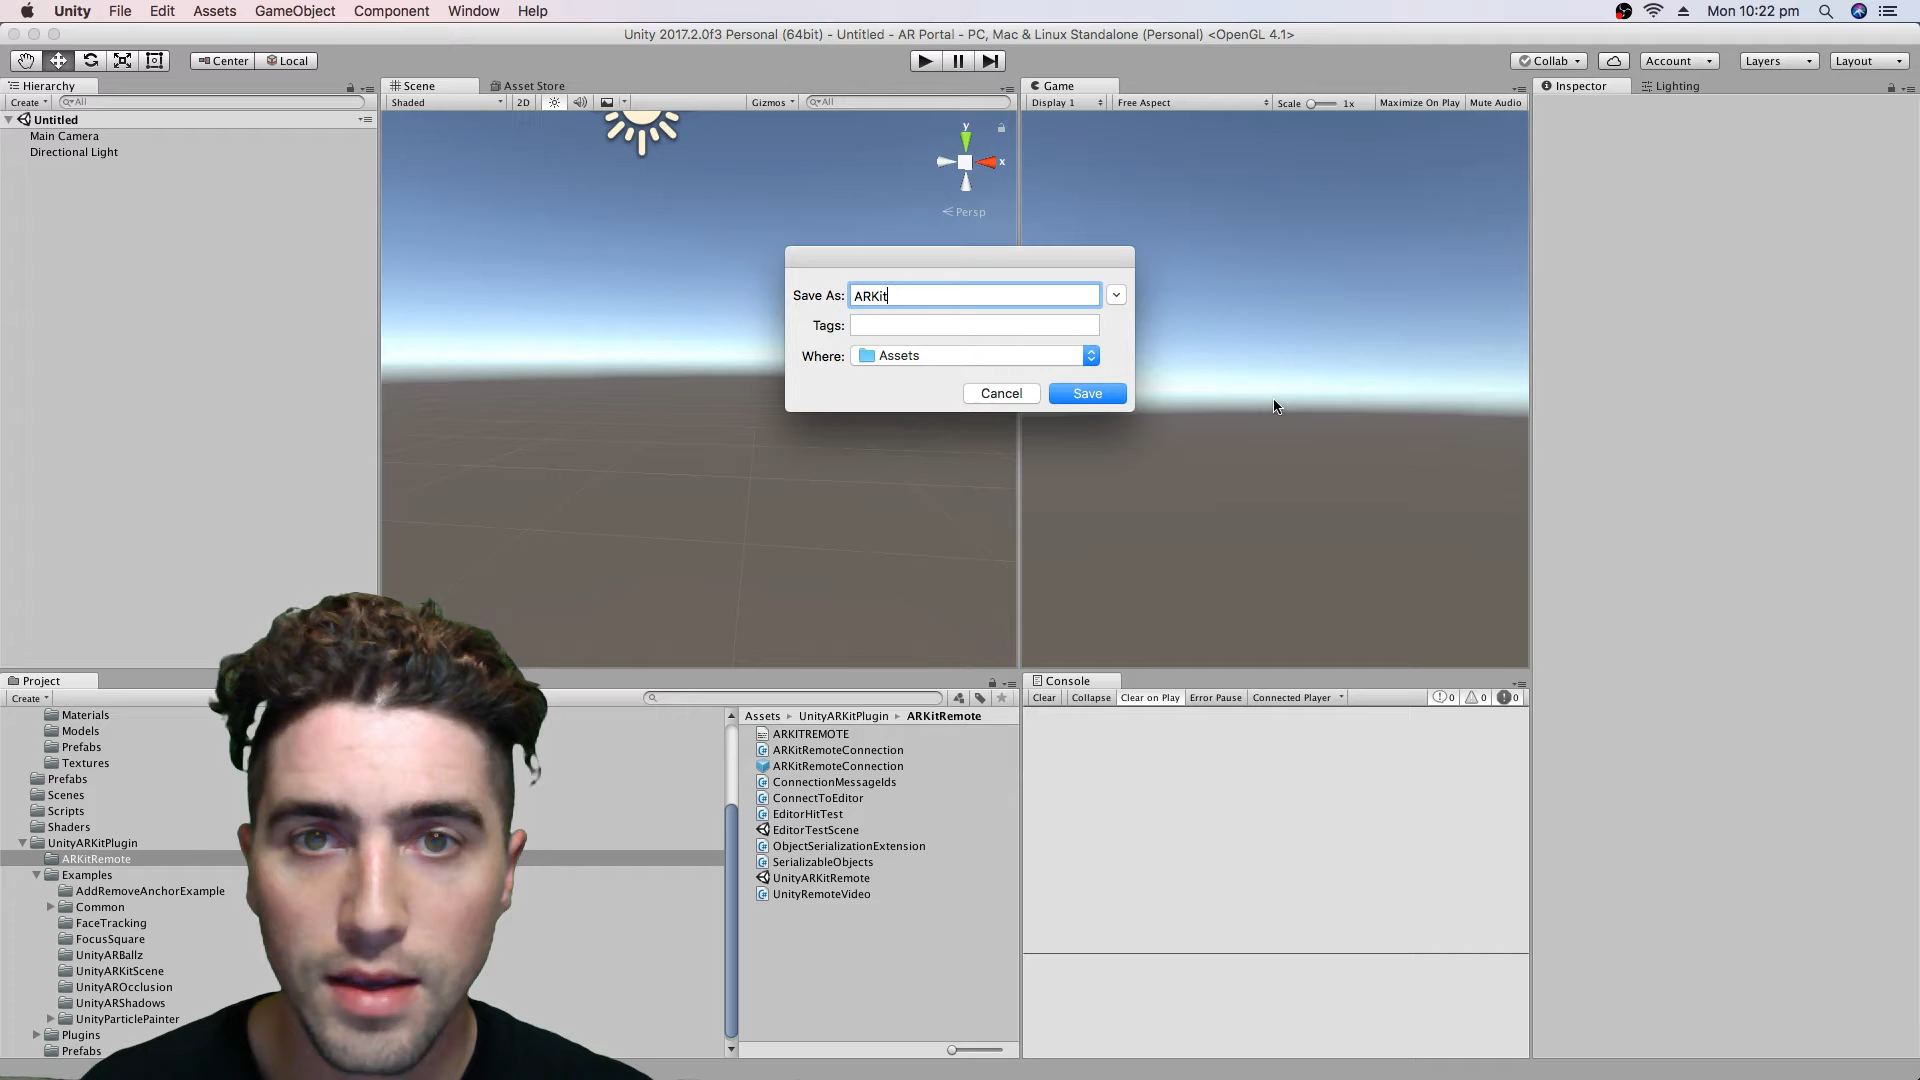 Unity File Edit Assets GameObject Component Window Help Mon 10:22 pm
Unity 2017.2.0f3 Personal (64bit) - Untitled - AR Portal - PC, Mac & Linux Standalone (Personal) <OpenGL 4.1>
Center Local Collab Account Layers Layout
Hierarchy Scene Asset Store Game Inspector Lighting
Create All Shaded 2D Gizmos All Display 1 Free Aspect Scale 1x Maximize On Play Mute Audio
Untitled
Main Camera
Directional Light
y
x
Persp
Save As: ARKit
Tags:
Where: Assets
Cancel Save
Project Console
Create Clear Collapse Clear on Play Error Pause Connected Player 0 0 0
Materials
Models
Prefabs
Textures
Prefabs
Scenes
Scripts
Shaders
UnityARKitPlugin
ARKitRemote
Examples
AddRemoveAnchorExample
Common
FaceTracking
FocusSquare
UnityARBallz
UnityARKitScene
UnityAROcclusion
UnityARShadows
UnityParticlePainter
Plugins
Prefabs
Assets UnityARKitPlugin ARKitRemote
ARKITREMOTE
ARKitRemoteConnection
ARKitRemoteConnection
ConnectionMessageIds
ConnectToEditor
EditorHitTest
EditorTestScene
ObjectSerializationExtension
SerializableObjects
UnityARKitRemote
UnityRemoteVideo